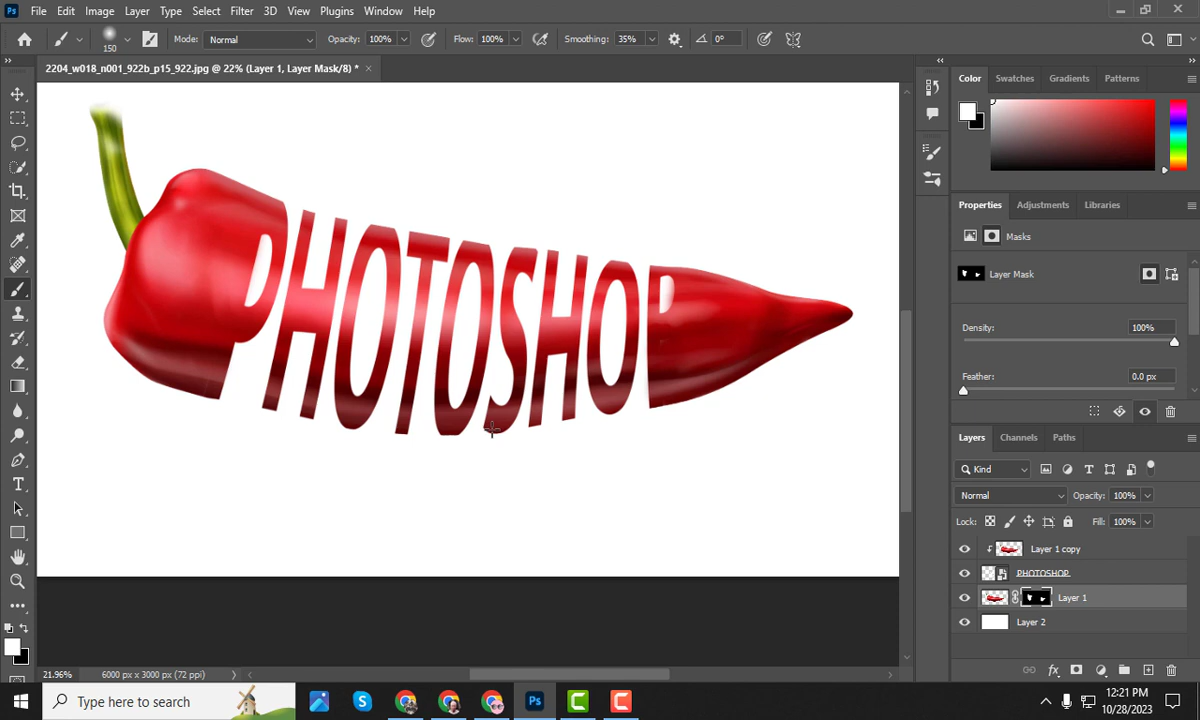 Ps File Edit Image Layer Type Select Filter 3D View Plugins Window Help
150 Mode: Normal Opacity: 100% Flow: 100% Smoothing: 35% 0°
2204_w018_n001_922b_p15_922.jpg @ 22% (Layer 1, Layer Mask/8) * ×
Color Swatches Gradients Patterns
PHOTOSHOP
Properties Adjustments Libraries
Masks
Layer Mask
Density: 100%
Feather: 0.0 px
Layers Channels Paths
Kind
Normal Opacity: 100%
Lock: Fill: 100%
Layer 1 copy
PHOTOSHOP
Layer 1
Layer 2
21.96% 6000 px x 3000 px (72 ppi)
Type here to search
12:21 PM
10/28/2023